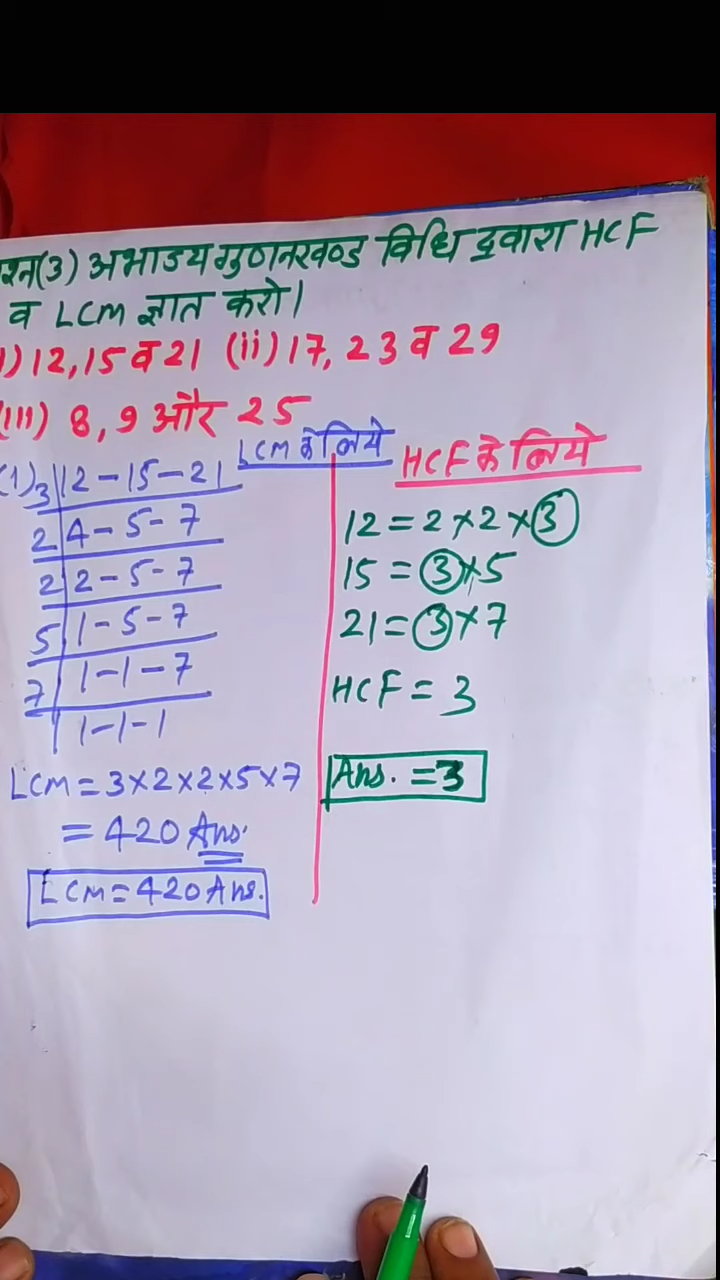 श्न(3) अभाज्य गुणनखण्ड विधि द्वारा HCF
व LCM ज्ञात करो।
i) 12, 15 व 21 (ii) 17, 23 व 29
(iii) 8, 9 और 25
LCM के लिये
(1) 3 12 - 15 - 21
2 4 - 5 - 7
2 2 - 5 - 7
5 1 - 5 - 7
7 1 - 1 - 7
1 - 1 - 1
LCM = 3×2×2×5×7
= 420 Ans.
LCM = 420 Ans.
HCF के लिये
12 = 2×2×3
15 = 3×5
21 = 3×7
HCF = 3
Ans. = 3